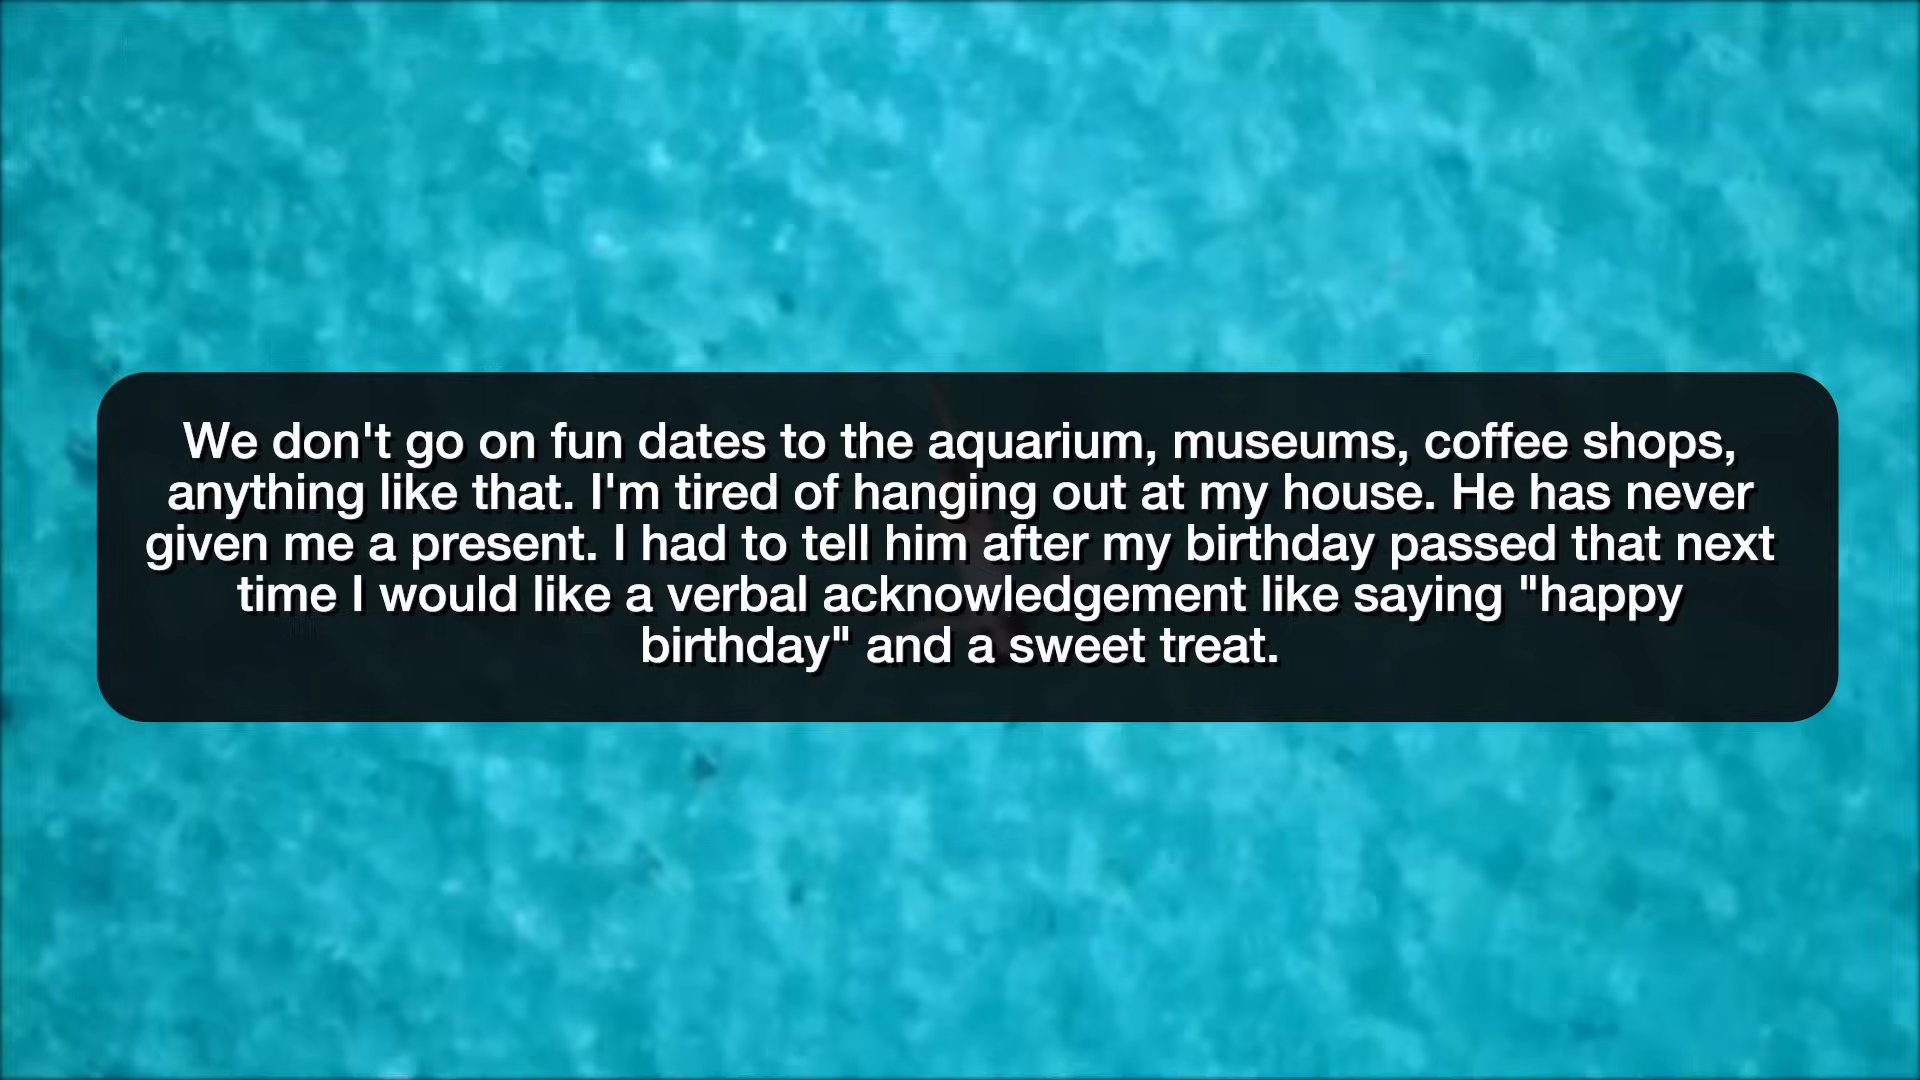 We don't go on fun dates to the aquarium, museums, coffee shops,
anything like that. I'm tired of hanging out at my house. He has never
given me a present. I had to tell him after my birthday passed that next
time I would like a verbal acknowledgement like saying "happy
birthday" and a sweet treat.